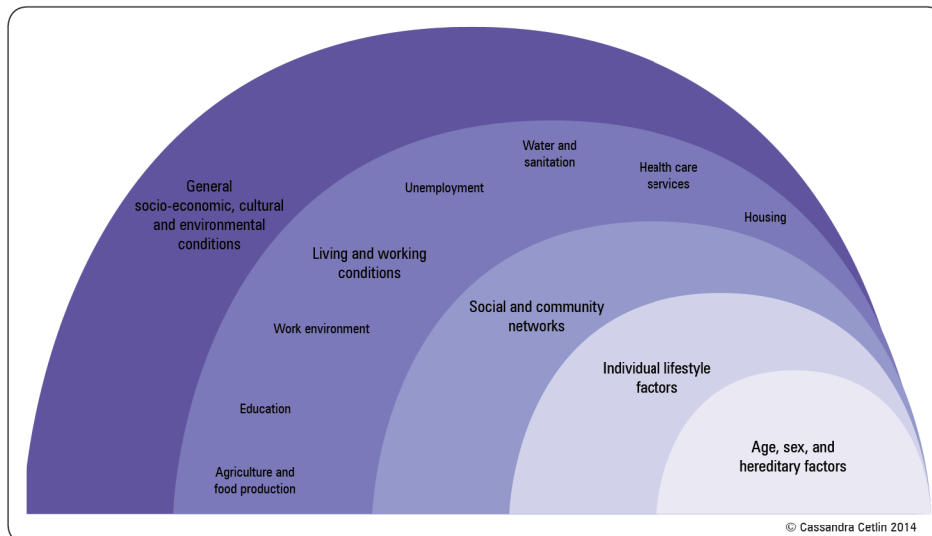 General
socio-economic, cultural
and environmental
conditions
Living and working
conditions
Agriculture and
food production
Education
Work environment
Unemployment
Water and
sanitation
Health care
services
Housing
Social and community
networks
Individual lifestyle
factors
Age, sex, and
hereditary factors
© Cassandra Cetlin 2014